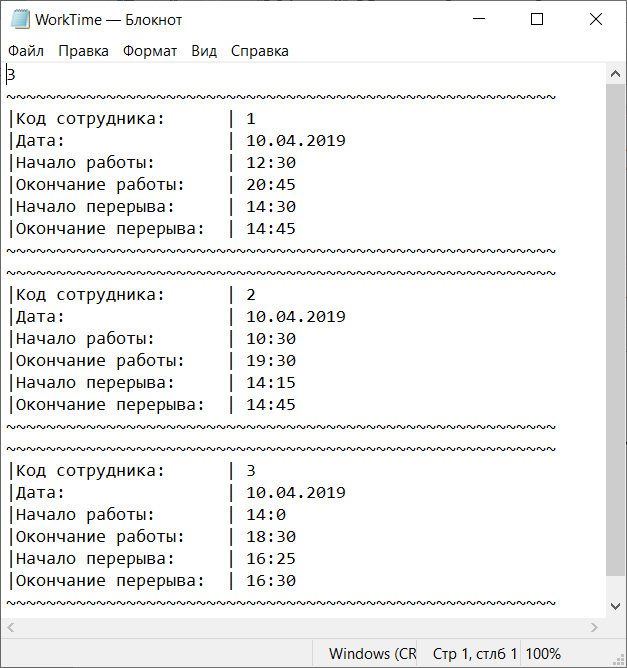 WorkTime — Блокнот
Файл Правка Формат Вид Справка
3
~~~~~~~~~~~~~~~~~~~~~~~~~~~~~~~~~~~~~~~~~~~~~~~~~~~~~~~
|Код сотрудника:      | 1
|Дата:                | 10.04.2019
|Начало работы:       | 12:30
|Окончание работы:    | 20:45
|Начало перерыва:     | 14:30
|Окончание перерыва:  | 14:45
~~~~~~~~~~~~~~~~~~~~~~~~~~~~~~~~~~~~~~~~~~~~~~~~~~~~~~~
~~~~~~~~~~~~~~~~~~~~~~~~~~~~~~~~~~~~~~~~~~~~~~~~~~~~~~~
|Код сотрудника:      | 2
|Дата:                | 10.04.2019
|Начало работы:       | 10:30
|Окончание работы:    | 19:30
|Начало перерыва:     | 14:15
|Окончание перерыва:  | 14:45
~~~~~~~~~~~~~~~~~~~~~~~~~~~~~~~~~~~~~~~~~~~~~~~~~~~~~~~
~~~~~~~~~~~~~~~~~~~~~~~~~~~~~~~~~~~~~~~~~~~~~~~~~~~~~~~
|Код сотрудника:      | 3
|Дата:                | 10.04.2019
|Начало работы:       | 14:0
|Окончание работы:    | 18:30
|Начало перерыва:     | 16:25
|Окончание перерыва:  | 16:30
~~~~~~~~~~~~~~~~~~~~~~~~~~~~~~~~~~~~~~~~~~~~~~~~~~~~~~~
Windows (CR Стр 1, стлб 1 100%